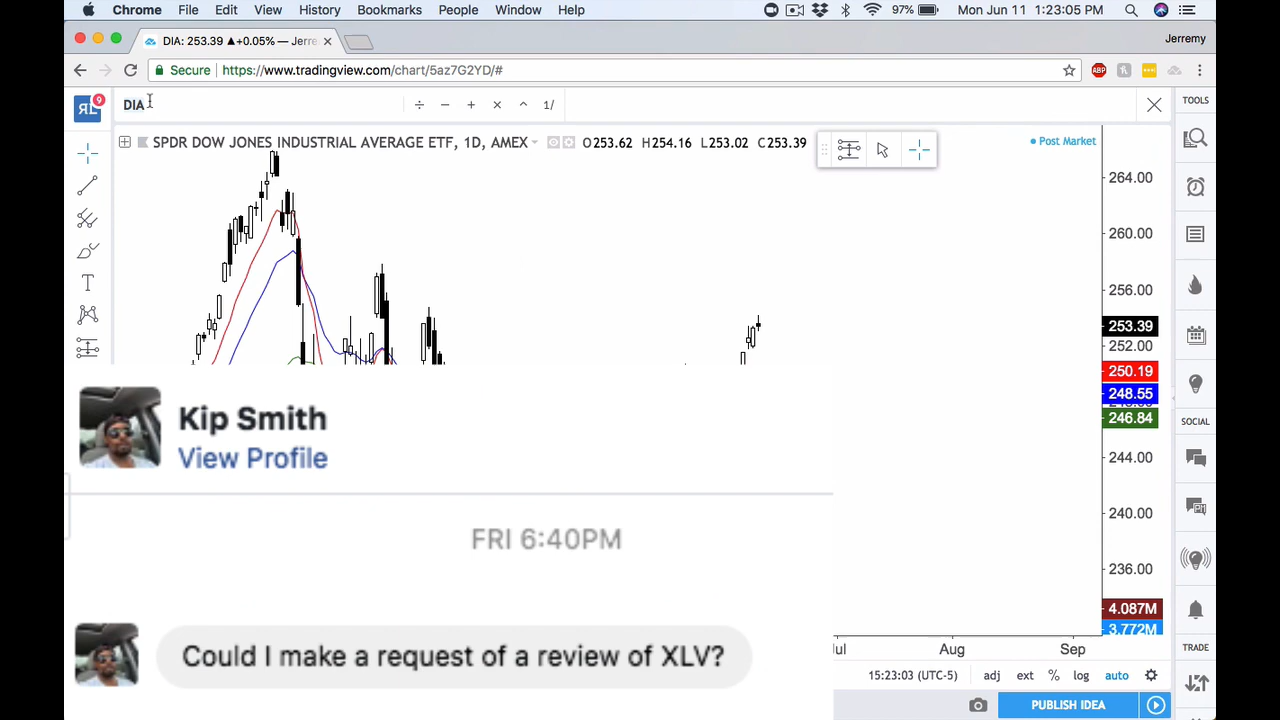 Chrome File Edit View History Bookmarks People Window Help 97% Mon Jun 11 1:23:05 PM
DIA: 253.39 ▲+0.05% — Jerre
Jerremy
Secure https://www.tradingview.com/chart/5az7G2YD/#
ABP
9
DIA ÷ − + × ^ 1/
TOOLS
SPDR DOW JONES INDUSTRIAL AVERAGE ETF, 1D, AMEX O253.62 H254.16 L253.02 C253.39
Post Market
264.00
260.00
256.00
253.39
252.00
250.19
248.55
246.84
244.00
240.00
236.00
4.087M
3.772M
SOCIAL
TRADE
Kip Smith
View Profile
FRI 6:40PM
Could I make a request of a review of XLV?
Aug Sep
15:23:03 (UTC-5) adj ext % log auto
PUBLISH IDEA